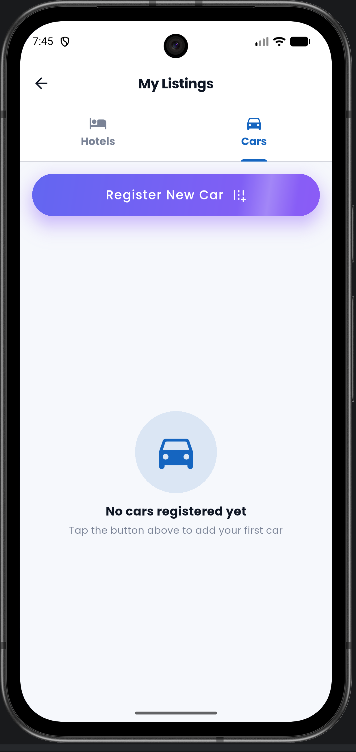 7:45
My Listings
Hotels
Cars
Register New Car
No cars registered yet
Tap the button above to add your first car